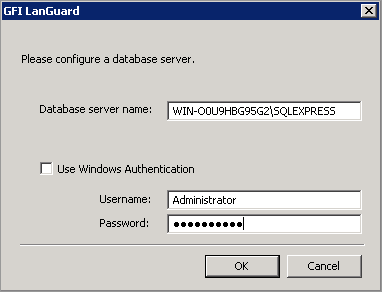 GFI LanGuard
Please configure a database server.
Database server name: WIN-O0U9HBG95G2\SQLEXPRESS
Use Windows Authentication
Username: Administrator
Password: ●●●●●●●●●●
OK Cancel